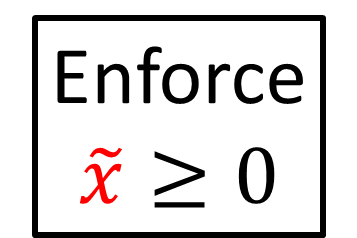 Enforce
x̃ ≥ 0